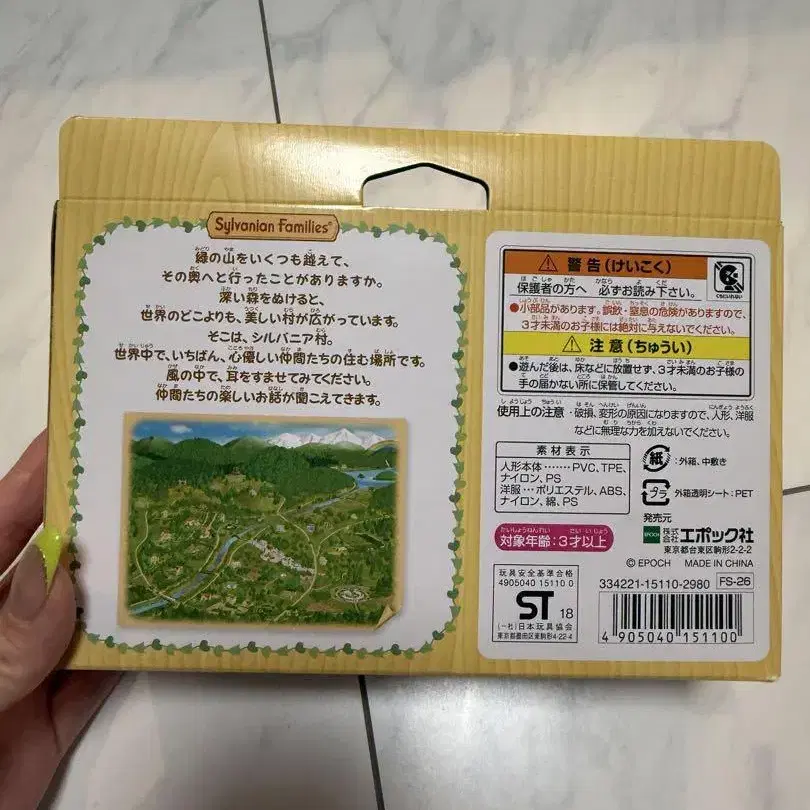 Sylvanian Families®
緑の山をいくつも越えて、
その奥へと行ったことがありますか。
深い森をぬけると、
世界のどこよりも、美しい村が広がっています。
そこは、シルバニア村。
世界中で、いちばん、心優しい仲間たちの住む場所です。
風の中で、耳をすませてみてください。
仲間たちの楽しいお話が聞こえてきます。
警告(けいこく)
保護者の方へ 必ずお読み下さい。
●小部品があります。誤飲・窒息の危険がありますので、
3才未満のお子様には絶対に与えないでください。
注意(ちゅうい)
●遊んだ後は、床などに放置せず、3才未満のお子様の
手の届かない所に保管してください。
使用上の注意・破損、変形の原因になりますので、人形、洋服
などに無理な力を加えないでください。
素材表示
人形本体……PVC, TPE,
ナイロン, PS
洋服…ポリエステル, ABS,
ナイロン, 綿, PS
紙:外箱、中敷き
プラ:外箱透明シート:PET
対象年齢:3才以上
発売元
EPOCH 株式会社エポック社
東京都台東区駒形2-2-2
© EPOCH MADE IN CHINA
334221-15110-2980 FS-26
玩具安全基準合格
4905040 15110 0
ST 18
(一社)日本玩具協会
東京都墨田区東駒形4-22-4
4 905040 151100